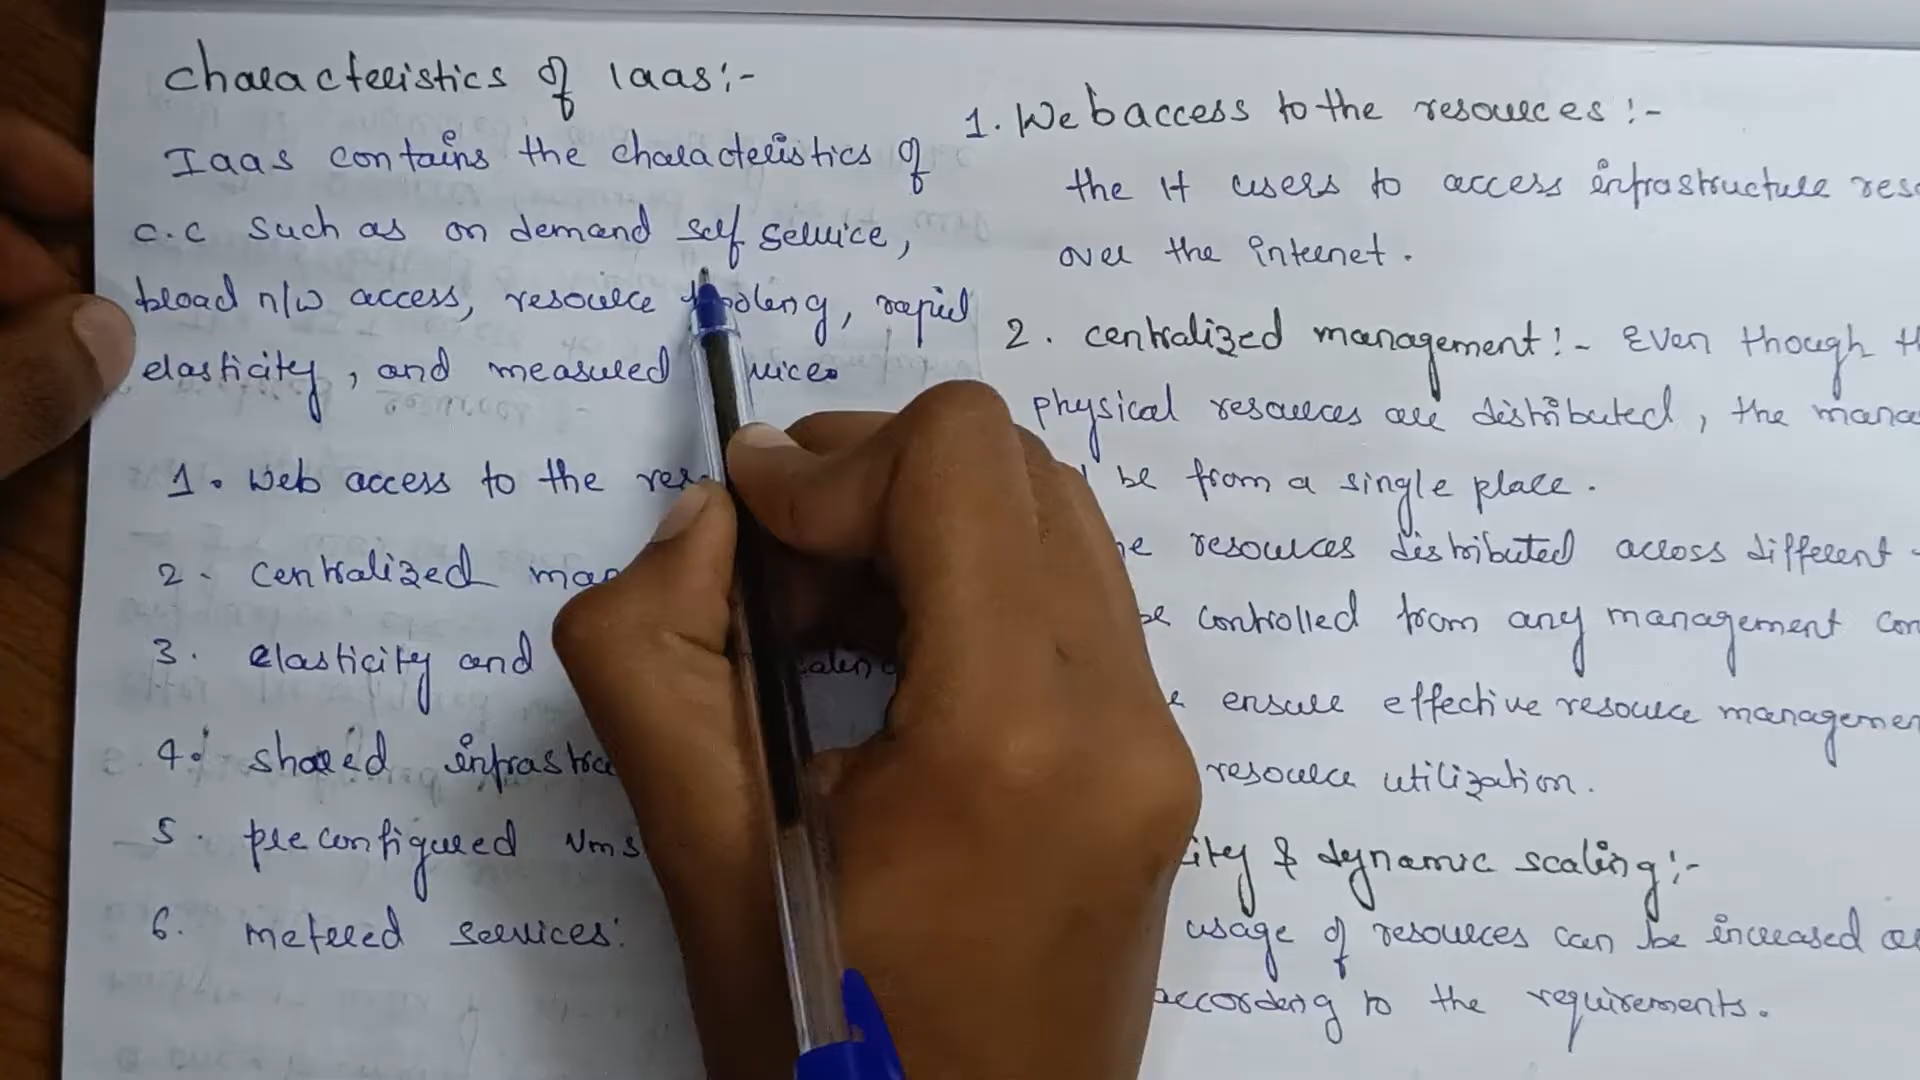 characteristics of Iaas:-
Iaas contains the characteristics of
c.c such as on demand self service,
broad n/w access, resource pooling, rapid
elasticity, and measured
1. Web access to the
2. centralized
3. elasticity and
4. shared
5. preconfigured Vms
6. metered services:
1. Web access to the resources:-
the it users to access infrastructure
over the internet.
2. centralized management:- Even though
physical resources are distributed, the
be from a single place.
resources distributed across different
controlled from any management
ensure effective resource
resource utilization.
& dynamic scaling:-
usage of resources can be increased
according to the requirements.